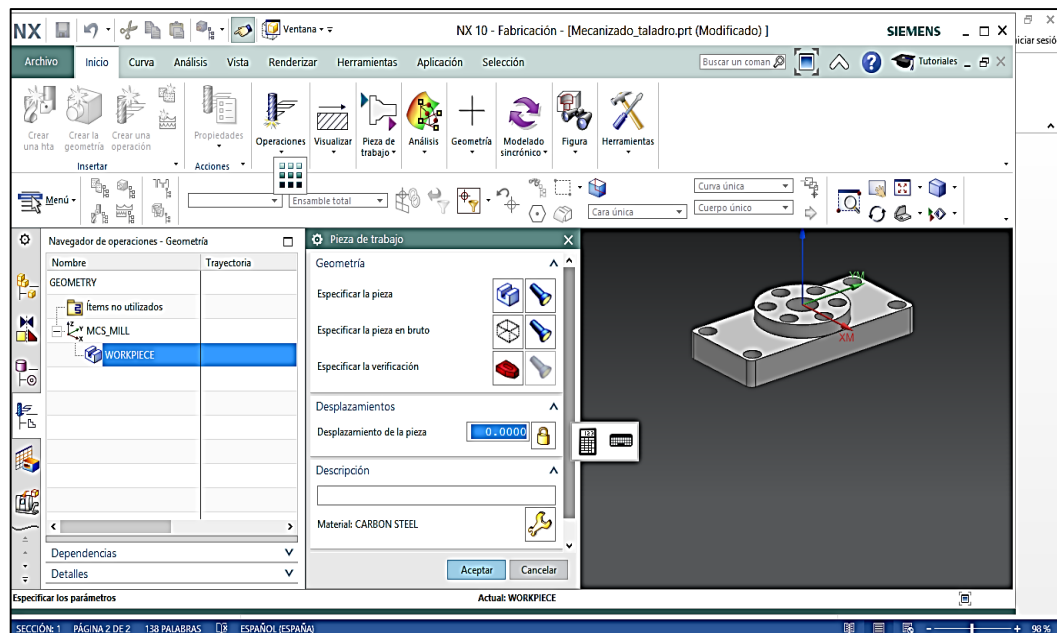 NX
Ventana
NX 10 - Fabricación - [Mecanizado_taladro.prt (Modificado) ]
SIEMENS
iciar sesió
Archivo
Inicio
Curva
Análisis
Vista
Renderizar
Herramientas
Aplicación
Selección
Buscar un coman
Tutoriales
Crear una hta
Crear la geometría
Crear una operación
Propiedades
Operaciones
Visualizar
Pieza de trabajo
Análisis
Geometría
Modelado sincrónico
Figura
Herramientas
Insertar
Acciones
Menú
Ensamble total
Cara única
Curva única
Cuerpo único
Navegador de operaciones - Geometría
Nombre
Trayectoria
GEOMETRY
Ítems no utilizados
MCS_MILL
WORKPIECE
Dependencias
Detalles
Pieza de trabajo
Geometría
Especificar la pieza
Especificar la pieza en bruto
Especificar la verificación
Desplazamientos
Desplazamiento de la pieza
0.0000
Descripción
Material: CARBON STEEL
Aceptar
Cancelar
YM
XM
Especificar los parámetros
Actual: WORKPIECE
SECCIÓN: 1
PÁGINA 2 DE 2
138 PALABRAS
ESPAÑOL (ESPAÑA)
98 %